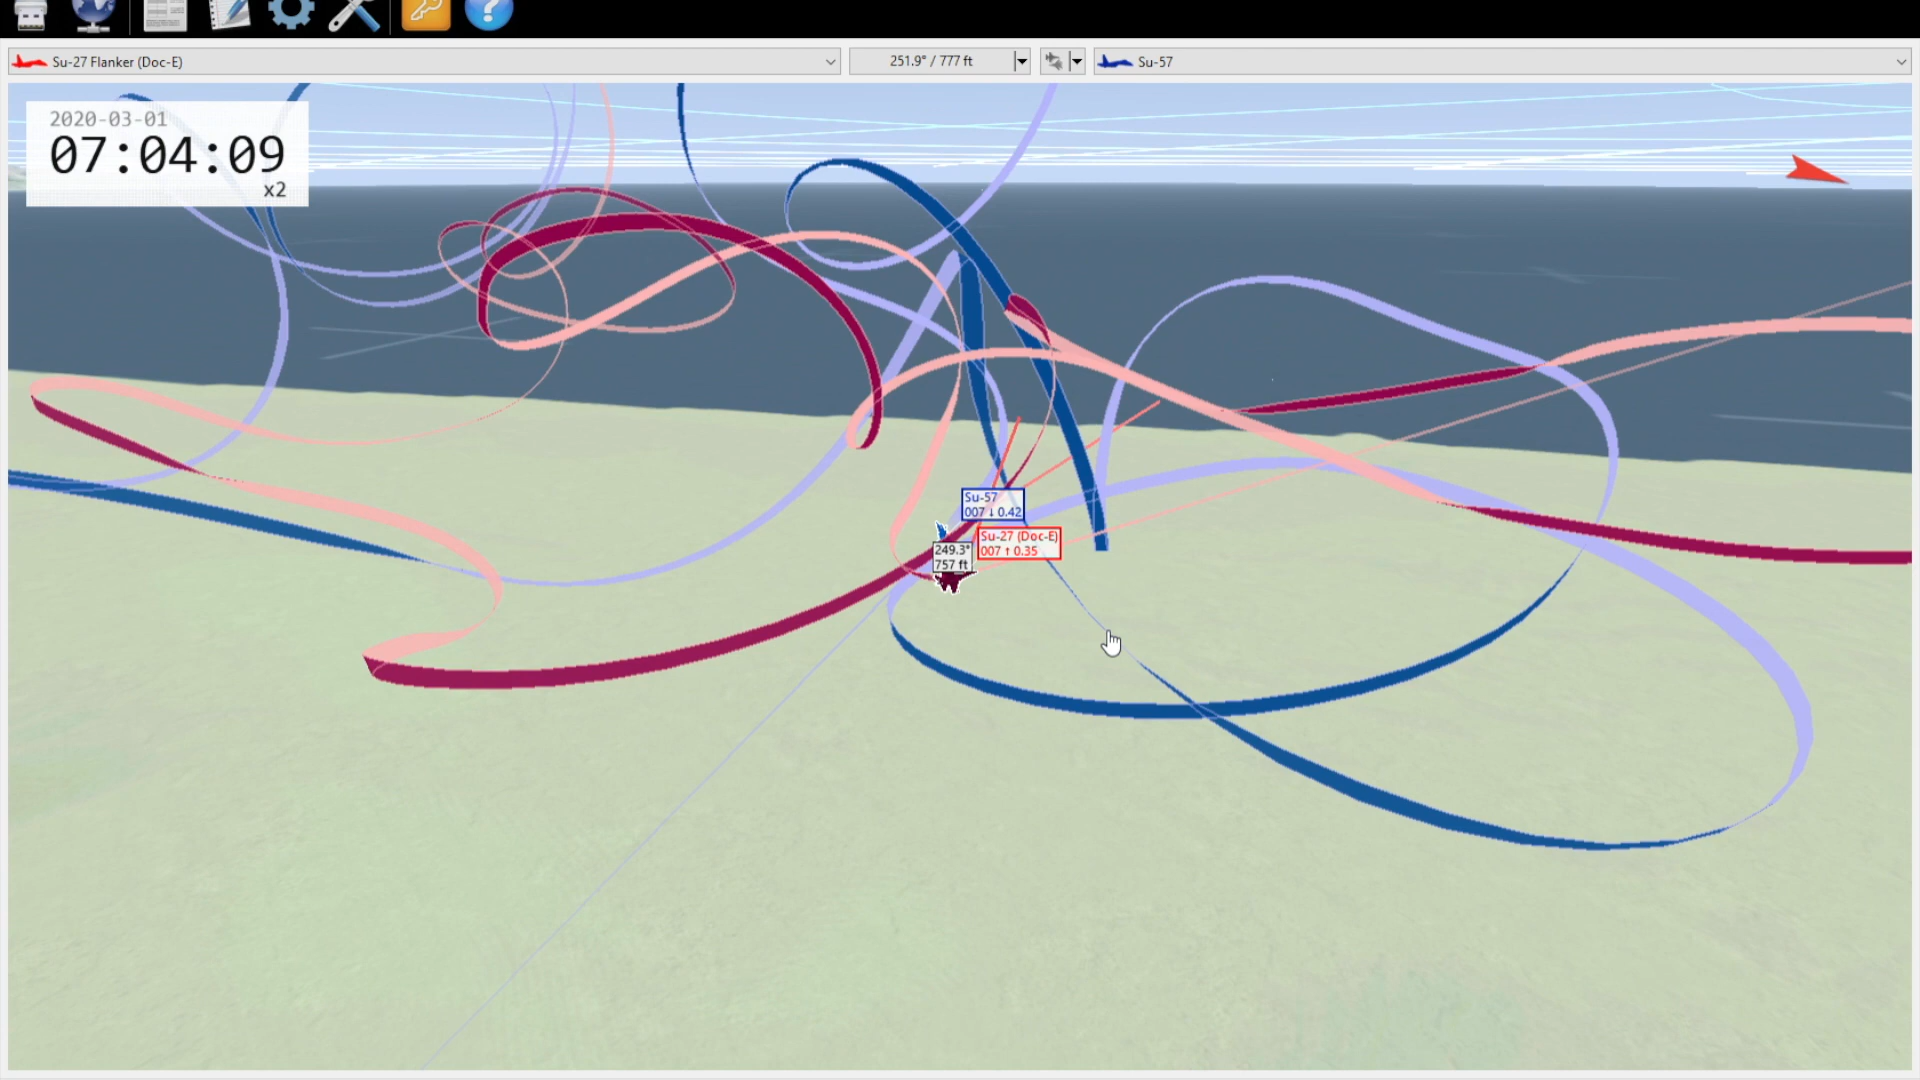 Su-27 Flanker (Doc-E)
251.9° / 777 ft
Su-57
2020-03-01
07:04:09
x2
Su-57
007 ↓ 0.42
Su-27 (Doc-E)
007 ↑ 0.35
249.3°
757 ft